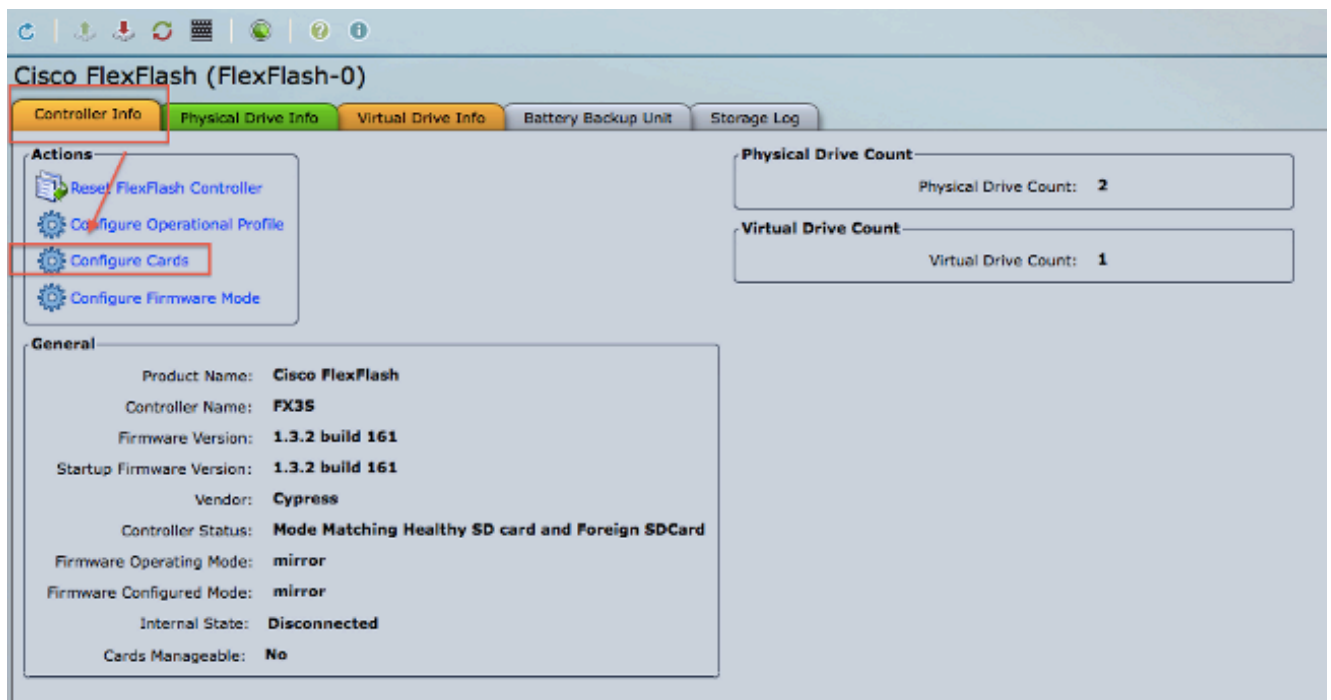 Cisco FlexFlash (FlexFlash-0)
Controller Info Physical Drive Info Virtual Drive Info Battery Backup Unit Storage Log
Actions
Reset FlexFlash Controller
Configure Operational Profile
Configure Cards
Configure Firmware Mode
Physical Drive Count
Physical Drive Count: 2
Virtual Drive Count
Virtual Drive Count: 1
General
Product Name: Cisco FlexFlash
Controller Name: FX3S
Firmware Version: 1.3.2 build 161
Startup Firmware Version: 1.3.2 build 161
Vendor: Cypress
Controller Status: Mode Matching Healthy SD card and Foreign SDCard
Firmware Operating Mode: mirror
Firmware Configured Mode: mirror
Internal State: Disconnected
Cards Manageable: No